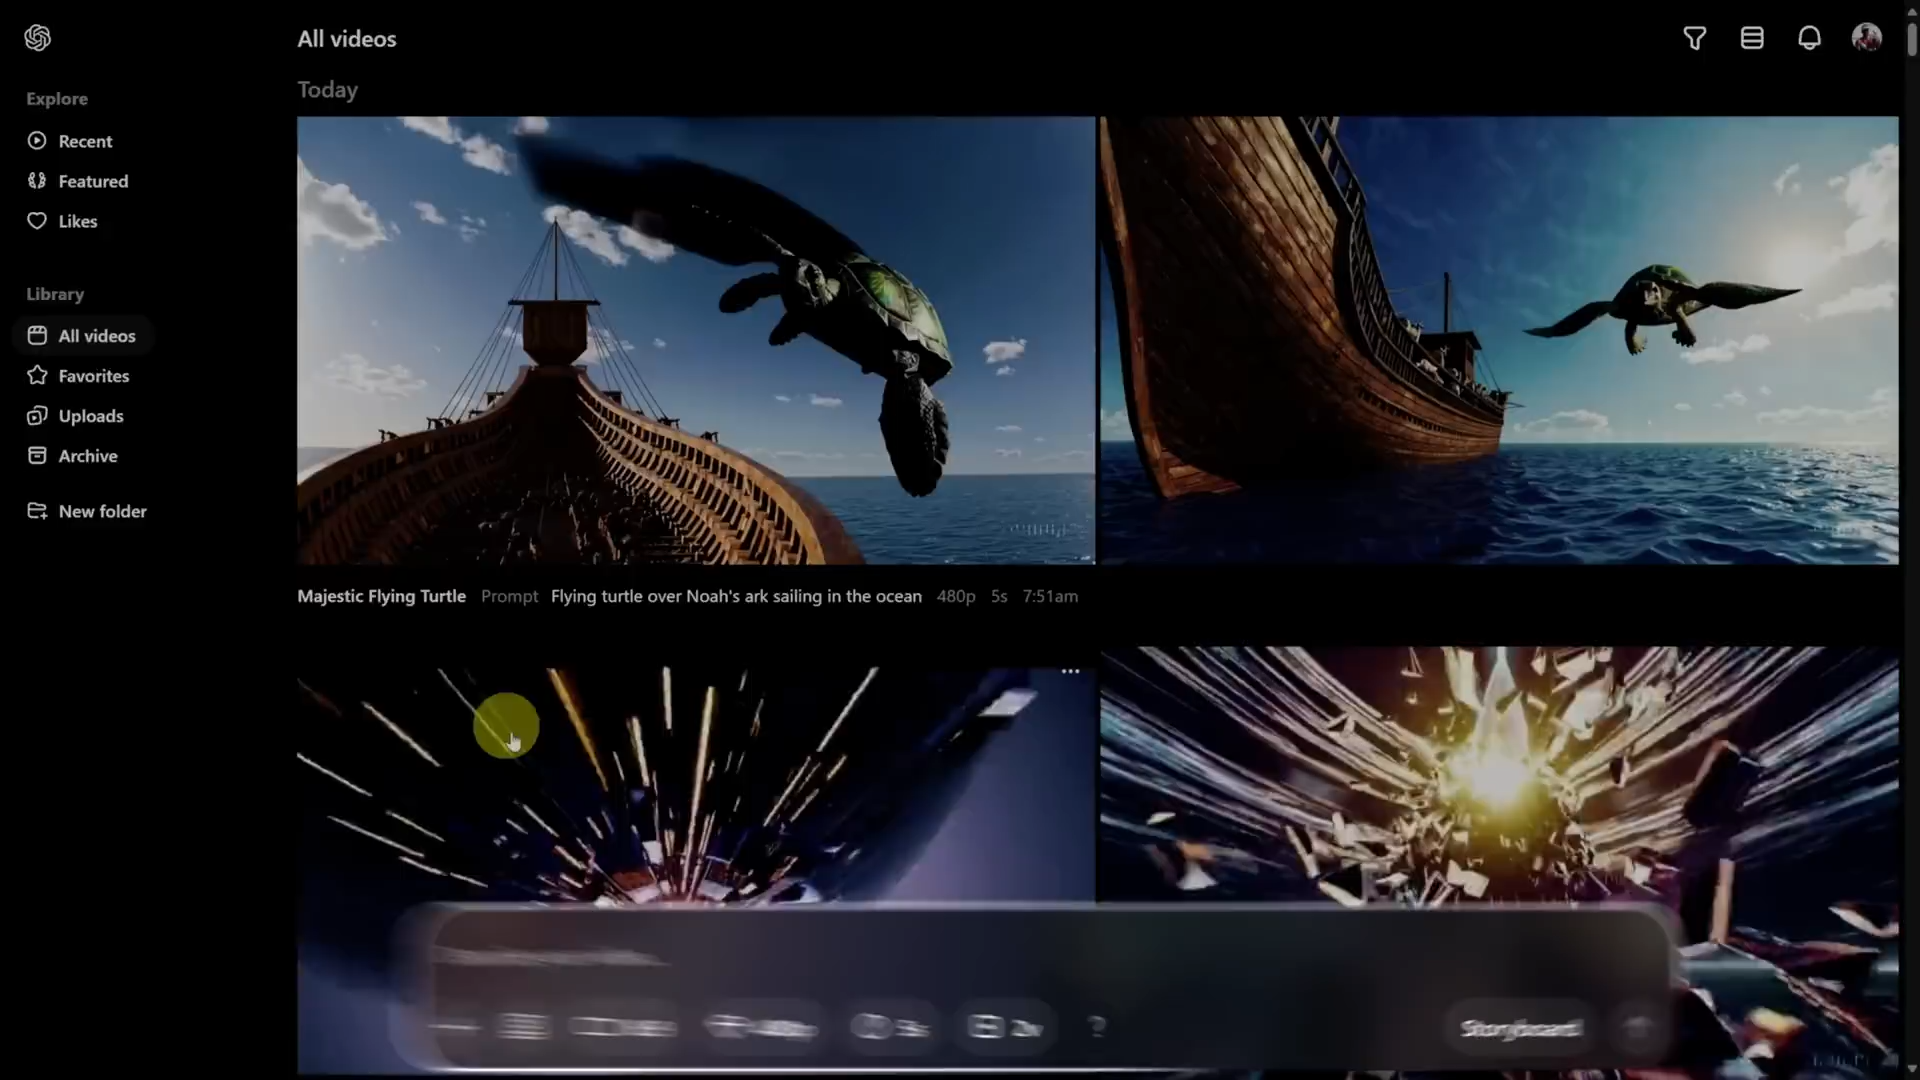 All videos
Today
Explore
Recent
Featured
Likes
Library
All videos
Favorites
Uploads
Archive
New folder
Majestic Flying Turtle Prompt Flying turtle over Noah's ark sailing in the ocean 480p 5s 7:51am
Storyboard